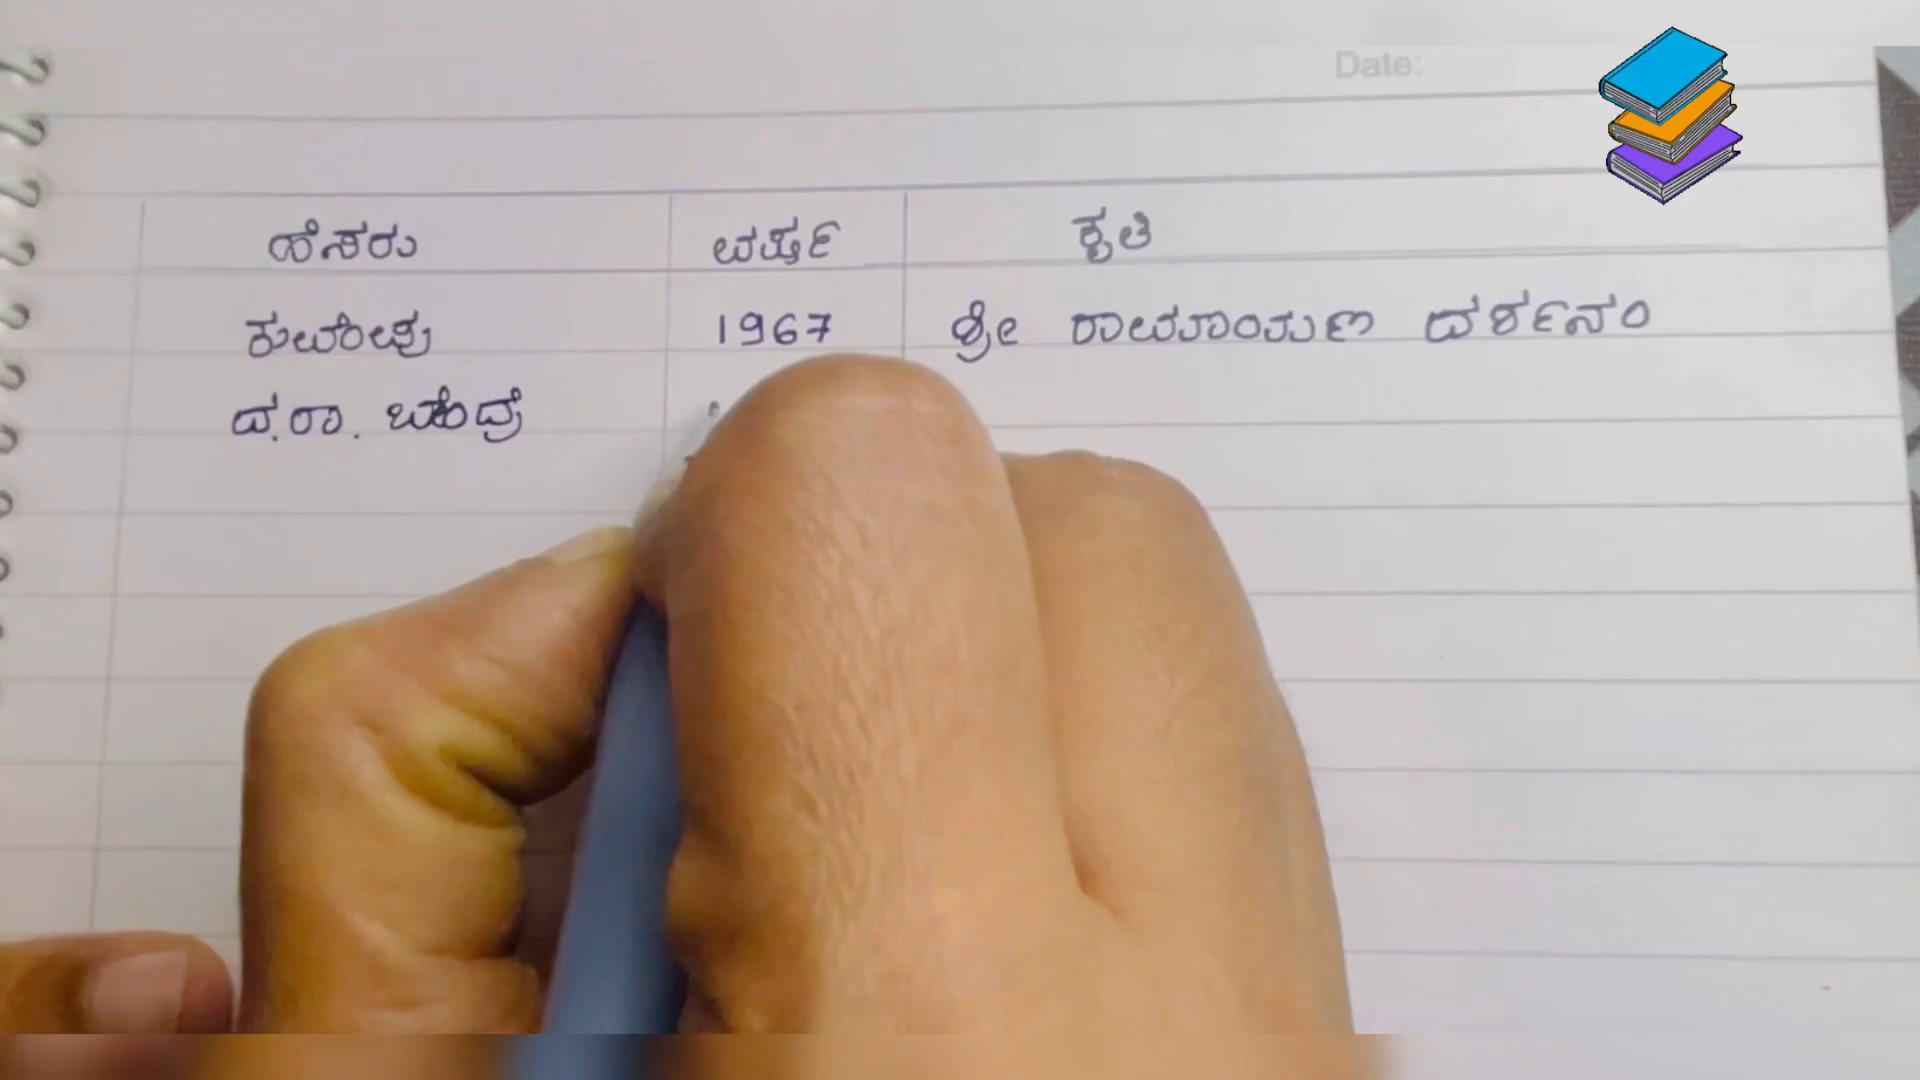 Date:
ಹೆಸರು ವರ್ಷ ಕೃತಿ
ಕುವೆಂಪು 1967 ಶ್ರೀ ರಾಮಾಯಣ ದರ್ಶನಂ
ದ.ರಾ. ಬೇಂದ್ರೆ